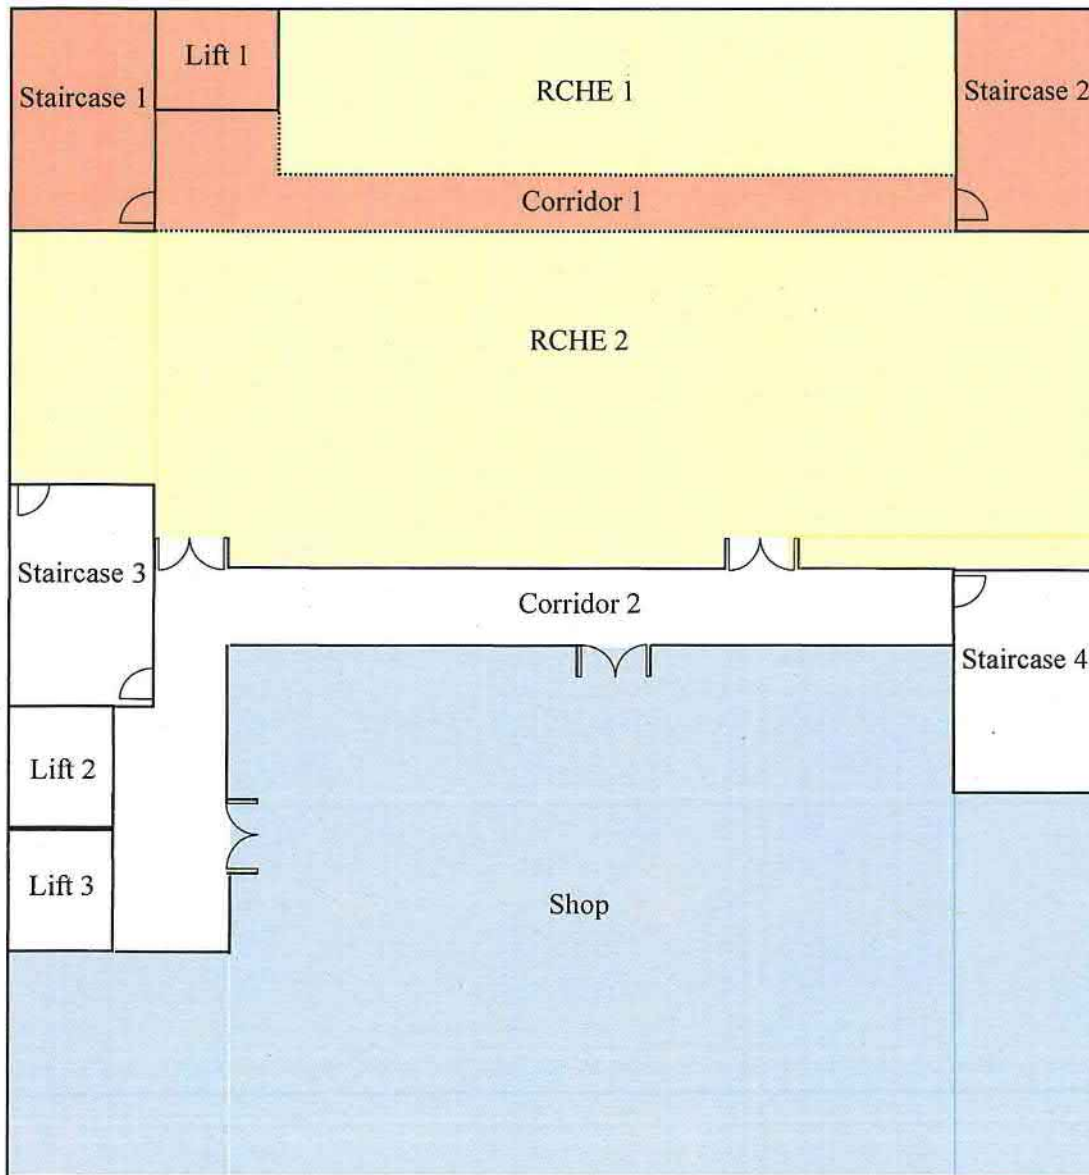 Staircase 1
Lift 1
RCHE 1
Staircase 2
Corridor 1
RCHE 2
Staircase 3
Corridor 2
Staircase 4
Lift 2
Lift 3
Shop